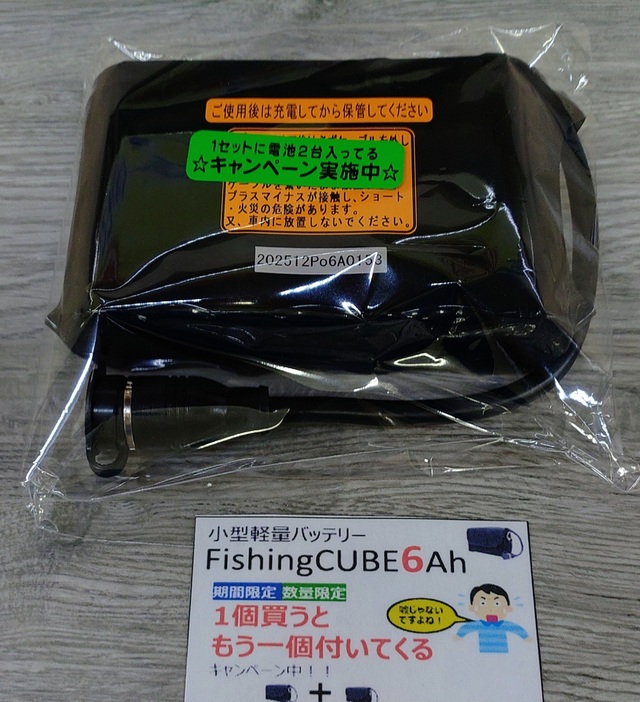 ご使用後は充電してから保管してください
1セットに電池2台入ってる
☆キャンペーン実施中☆
プラスマイナスが接触し、ショート
・火災の危険があります。
又、車内に放置しないでください。
202512Po6A0153
小型軽量バッテリー
FishingCUBE6Ah
期間限定 数量限定
1個買うと
もう一個付いてくる
嘘じゃない
ですよね!
キャンペーン中!!
+